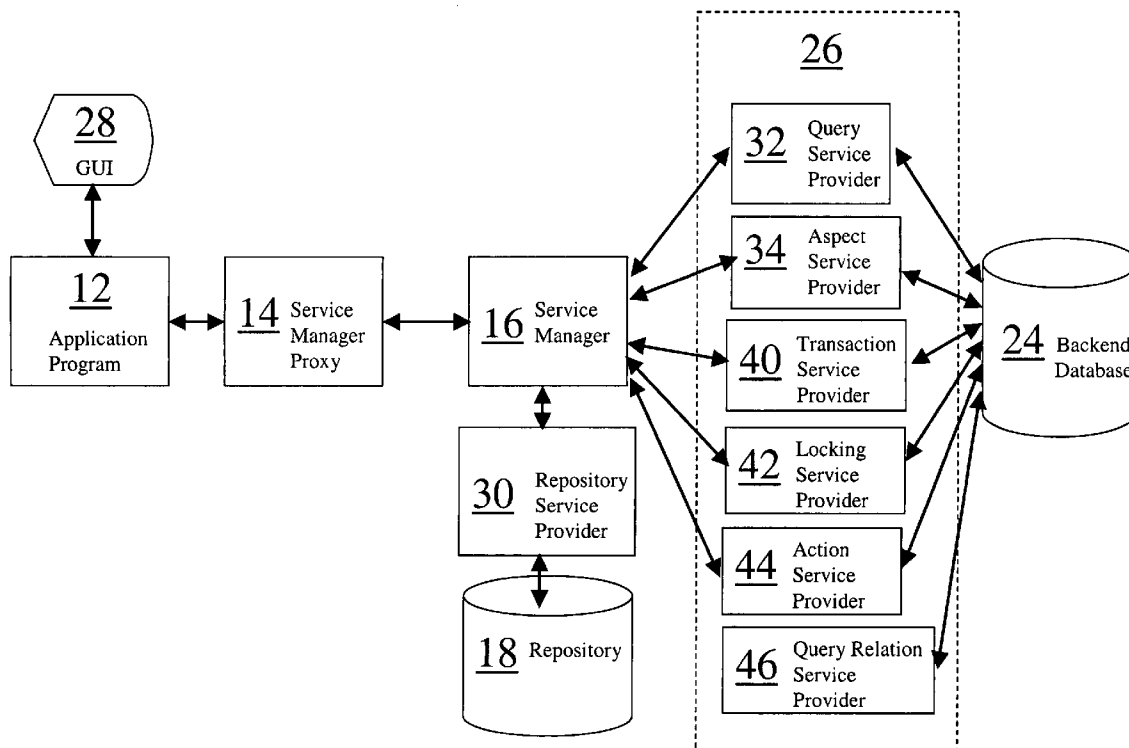 26
28
GUI
32 Query
Service
Provider
34 Aspect
Service
Provider
12
Application
Program
14 Service
Manager
Proxy
16 Service
Manager
40 Transaction
Service
Provider
24 Backend
Database
30 Repository
Service
Provider
42 Locking
Service
Provider
44 Action
Service
Provider
18 Repository
46 Query Relation
Service
Provider